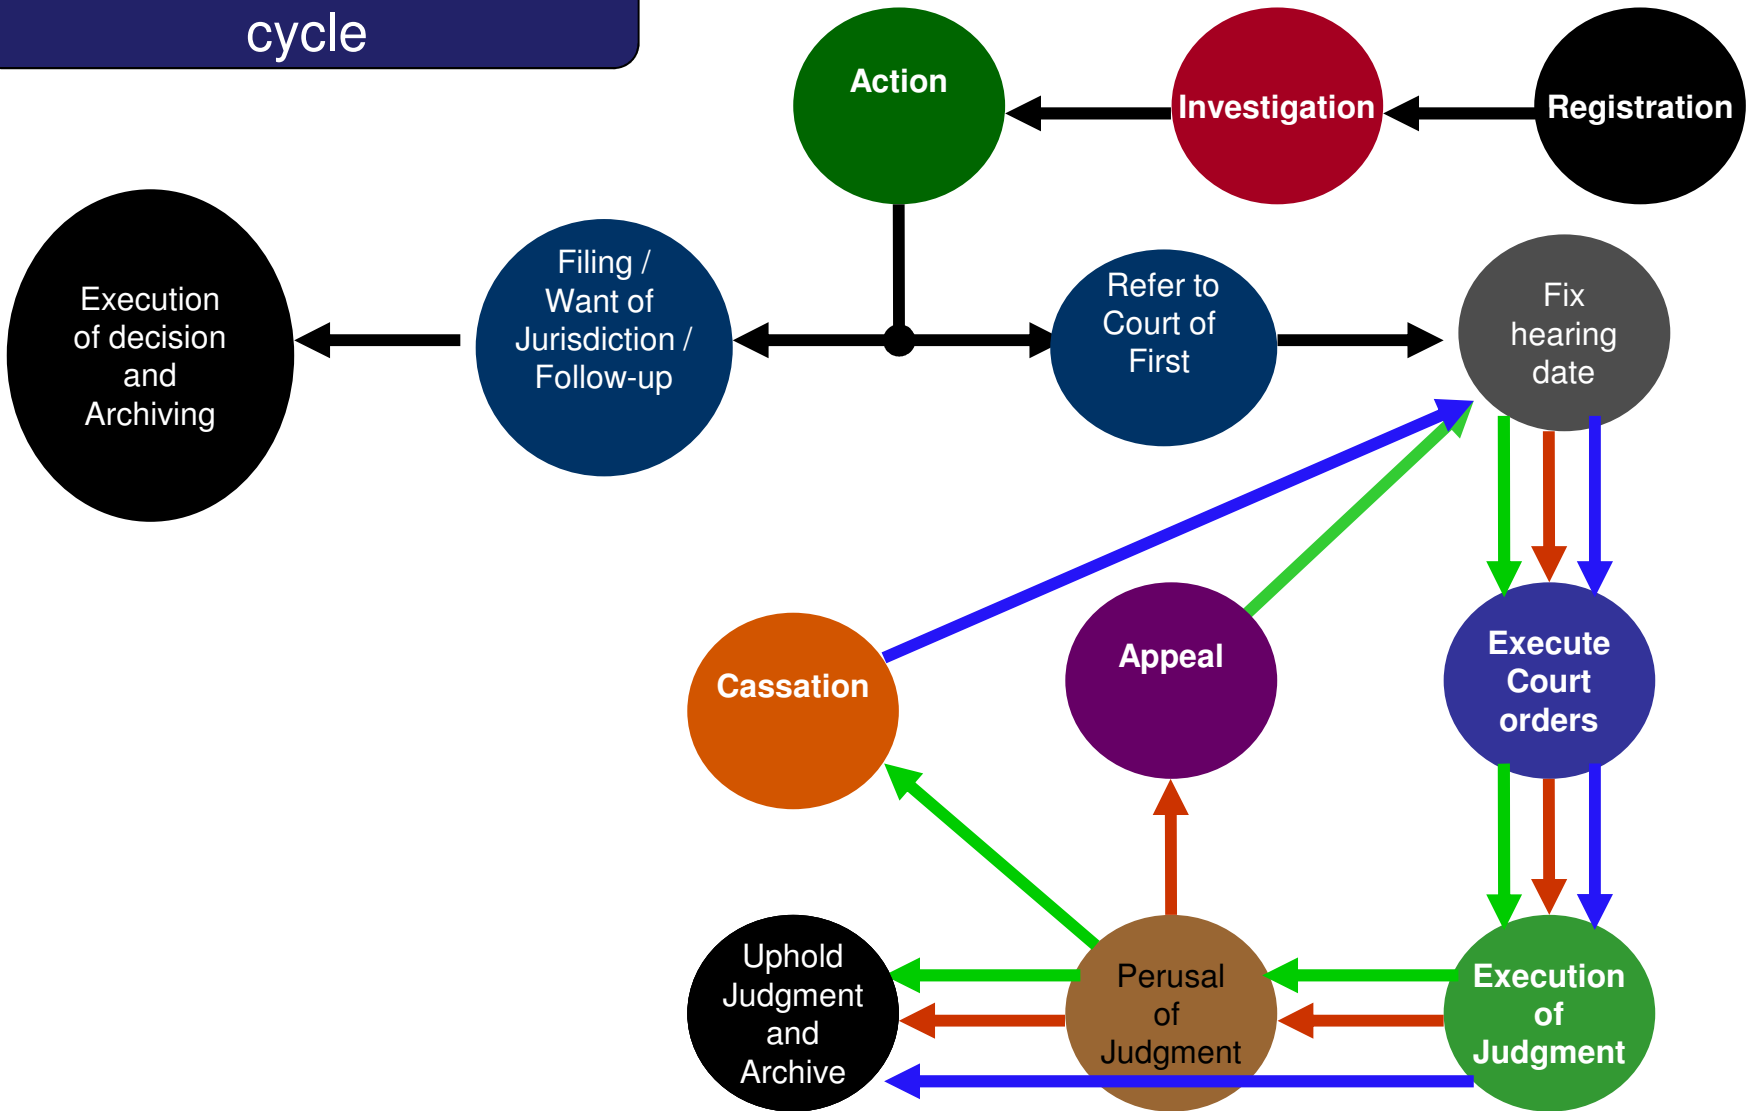 cycle
Action
Investigation
Registration
Execution
of decision
and
Archiving
Filing /
Want of
Jurisdiction /
Follow-up
Refer to
Court of
First
Fix
hearing
date
Cassation
Appeal
Execute
Court
orders
Uphold
Judgment
and
Archive
Perusal
of
Judgment
Execution
of
Judgment